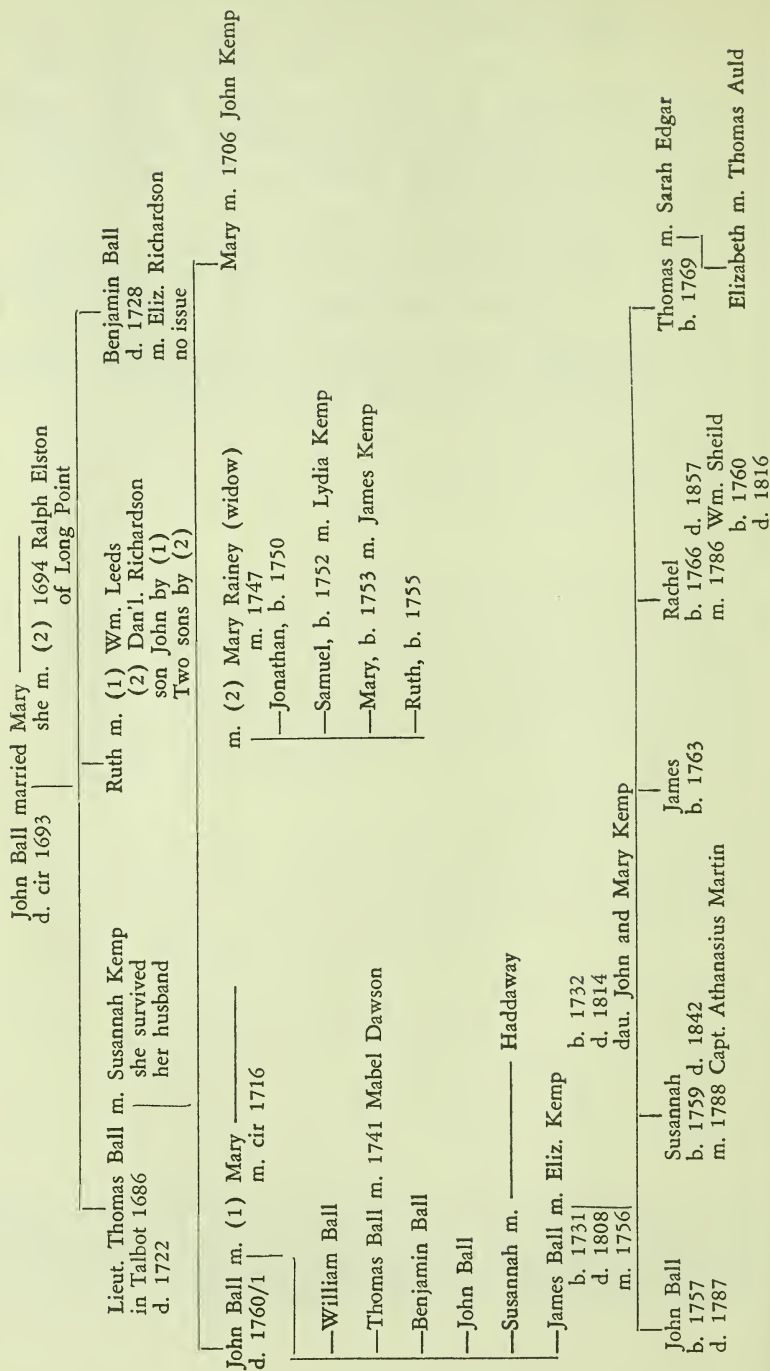 John Ball married Mary ———
d. cir 1693 she m. (2) 1694 Ralph Elston
of Long Point
Lieut. Thomas Ball m. Susannah Kemp
in Talbot 1686 she survived
d. 1722 her husband
Ruth m. (1) Wm. Leeds
(2) Dan'l. Richardson
son John by (1)
Two sons by (2)
Benjamin Ball
d. 1728
m. Eliz. Richardson
no issue
John Ball m. (1) Mary ———
d. 1760/1 m. cir 1716
m. (2) Mary Rainey (widow)
m. 1747
Mary m. 1706 John Kemp
—William Ball
—Thomas Ball m. 1741 Mabel Dawson
—Benjamin Ball
—John Ball
—Susannah m. ——— Haddaway
—James Ball m. Eliz. Kemp
b. 1731 b. 1732
d. 1808 d. 1814
m. 1756 dau. John and Mary Kemp
—Jonathan, b. 1750
—Samuel, b. 1752 m. Lydia Kemp
—Mary, b. 1753 m. James Kemp
—Ruth, b. 1755
John Ball
b. 1757
d. 1787
Susannah
b. 1759 d. 1842
m. 1788 Capt. Athanasius Martin
James
b. 1763
Rachel
b. 1766 d. 1857
m. 1786 Wm. Sheild
b. 1760
d. 1816
Thomas m. Sarah Edgar
b. 1769
Elizabeth m. Thomas Auld